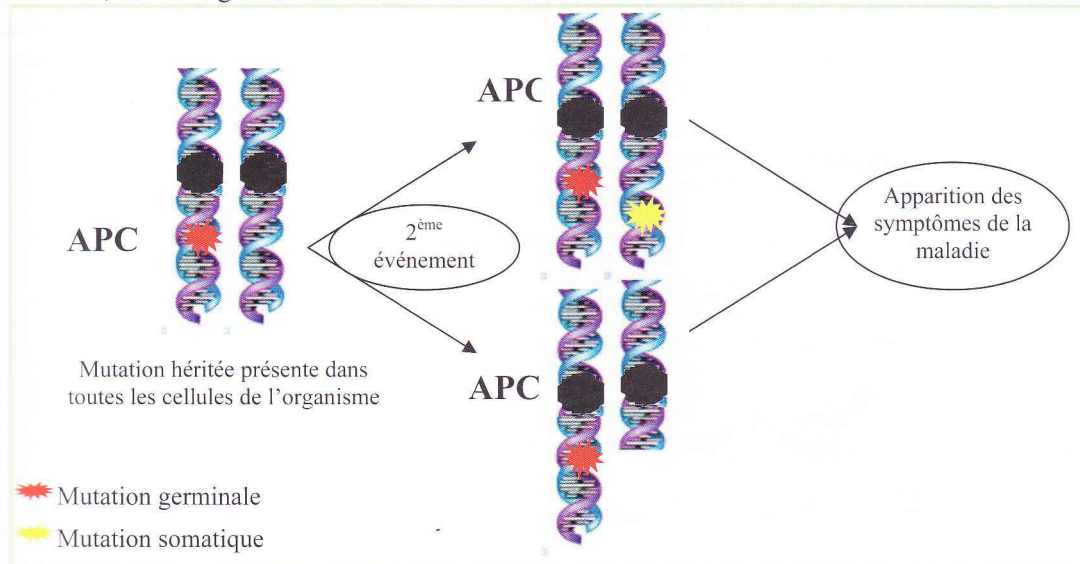 APC
APC
2ème
événement
Apparition des
symptômes de la
maladie
Mutation héritée présente dans
toutes les cellules de l'organisme
APC
Mutation germinale
Mutation somatique